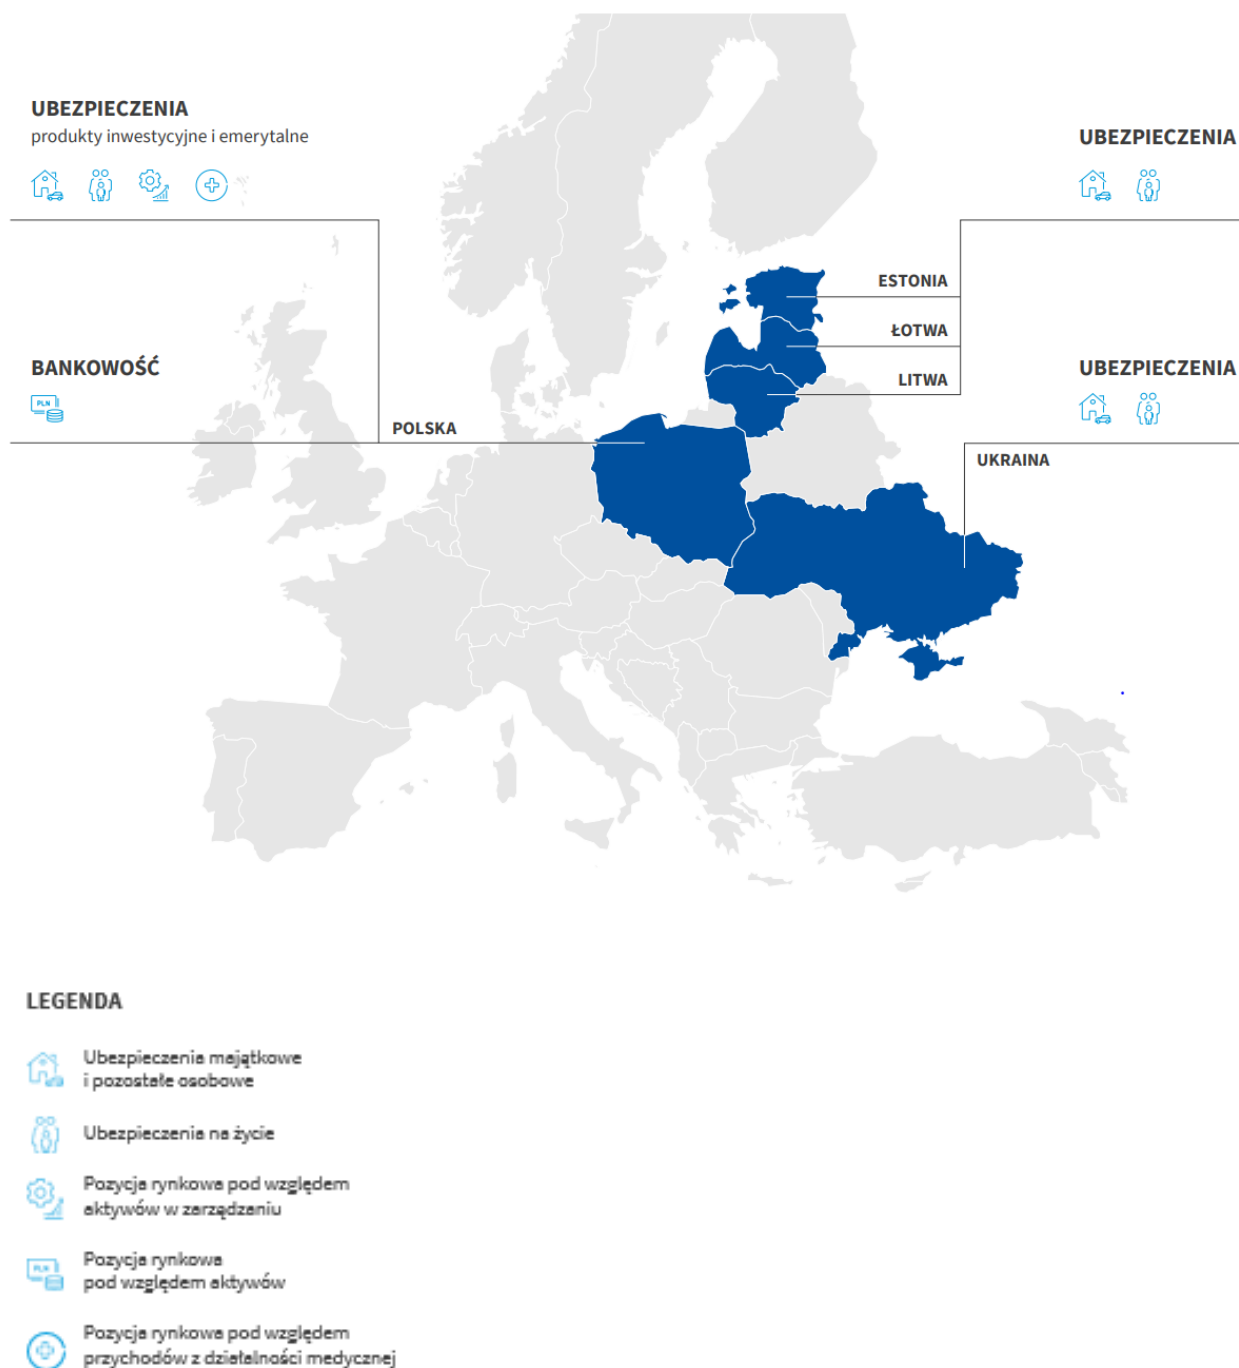 UBEZPIECZENIA
produkty inwestycyjne i emerytalne
BANKOWOŚĆ
PLN
POLSKA
UBEZPIECZENIA
ESTONIA
ŁOTWA
LITWA
UBEZPIECZENIA
UKRAINA
LEGENDA
Ubezpieczenia majątkowe
i pozostałe osobowe
Ubezpieczenia na życie
Pozycja rynkowa pod względem
aktywów w zarządzaniu
PLN
Pozycja rynkowa
pod względem aktywów
Pozycja rynkowa pod względem
przychodów z działalności medycznej